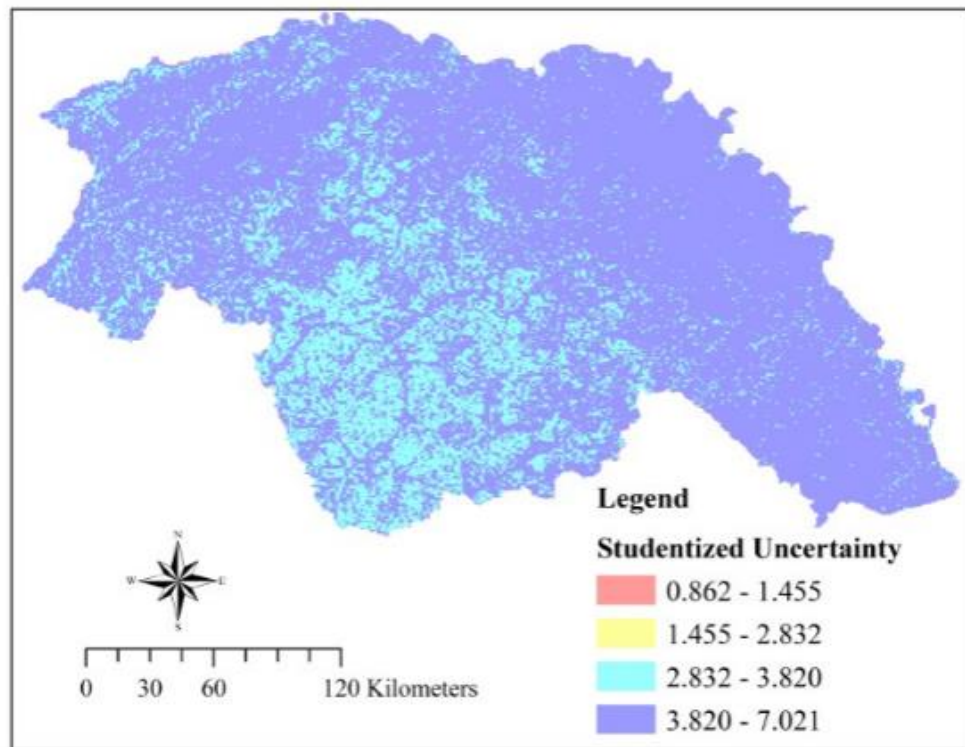 N
W E
S
0 30 60 120 Kilometers
Legend
Studentized Uncertainty
0.862 - 1.455
1.455 - 2.832
2.832 - 3.820
3.820 - 7.021